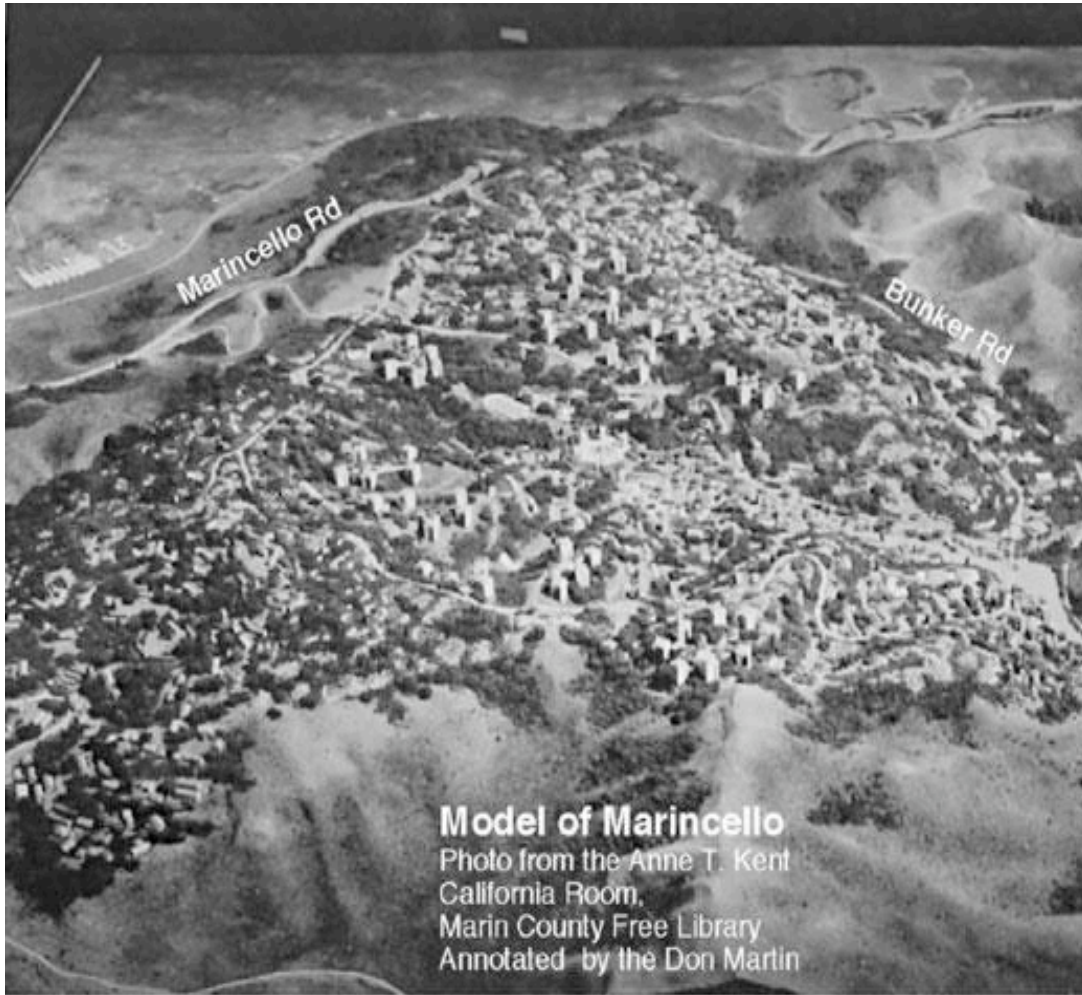 Marincello Rd
Bunker Rd
Model of Marincello
Photo from the Anne T. Kent
California Room,
Marin County Free Library
Annotated by the Don Martin